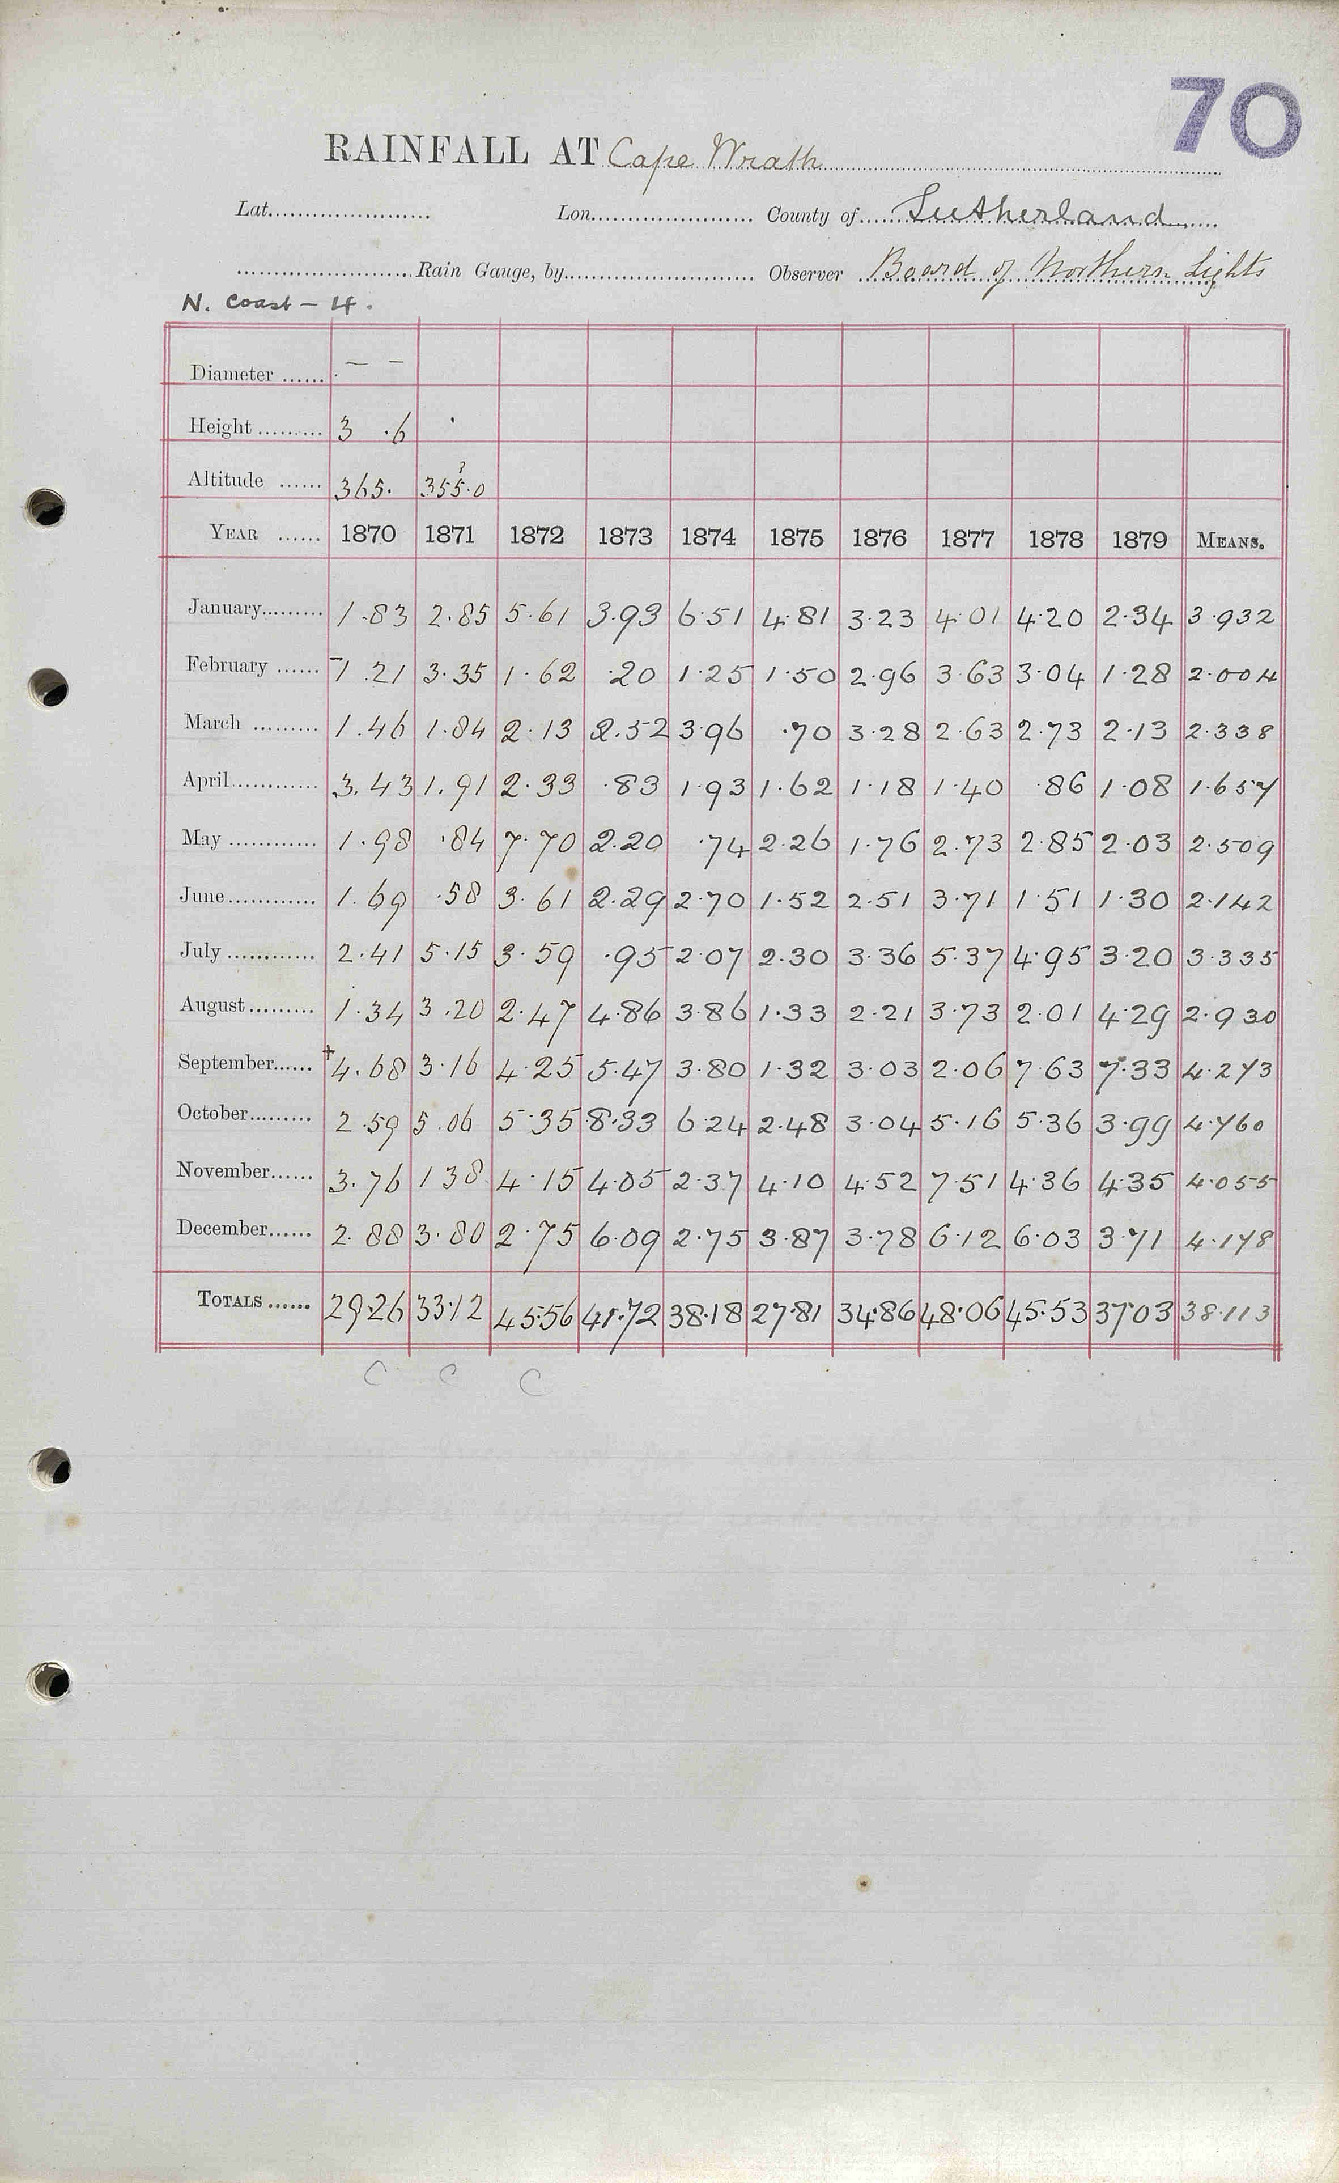 70
RAINFALL AT Cape Wrath
Lat. Lon. County of Sutherland
Rain Gauge, by Observer Board of Northern Lights
N. Coast - 4.
Diameter ...... - -
Height ......... 3 .6
Altitude ...... 365. 355.0 ?
YEAR ...... 1870 1871 1872 1873 1874 1875 1876 1877 1878 1879 MEANS.
January......... 1.83 2.85 5.61 3.93 6.51 4.81 3.23 4.01 4.20 2.34 3.932
February ...... 1.21 3.35 1.62 .20 1.25 1.50 2.96 3.63 3.04 1.28 2.004
March ......... 1.46 1.84 2.13 2.52 3.96 .70 3.28 2.63 2.73 2.13 2.338
April............ 3.43 1.91 2.33 .83 1.93 1.62 1.18 1.40 .86 1.08 1.657
May ............ 1.98 .84 7.70 2.20 .74 2.26 1.76 2.73 2.85 2.03 2.509
June............ 1.69 .58 3.61 2.29 2.70 1.52 2.51 3.71 1.51 1.30 2.142
July ............ 2.41 5.15 3.59 .95 2.07 2.30 3.36 5.37 4.95 3.20 3.335
August......... 1.34 3.20 2.47 4.86 3.86 1.33 2.21 3.73 2.01 4.29 2.930
September...... +4.68 3.16 4.25 5.47 3.80 1.32 3.03 2.06 7.63 7.33 4.273
October......... 2.59 5.06 5.35 8.33 6.24 2.48 3.04 5.16 5.36 3.99 4.760
November...... 3.76 1.38 4.15 4.05 2.37 4.10 4.52 7.51 4.36 4.35 4.055
December...... 2.88 3.80 2.75 6.09 2.75 3.87 3.78 6.12 6.03 3.71 4.178
TOTALS ...... 29.26 33.12 45.56 41.72 38.18 27.81 34.86 48.06 45.53 37.03 38.113
C C C